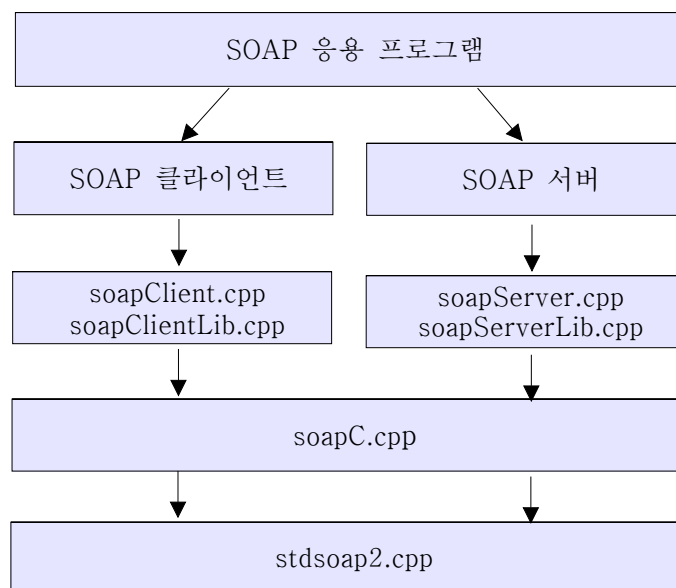 SOAP 응용 프로그램
SOAP 클라이언트
SOAP 서버
soapClient.cpp
soapClientLib.cpp
soapServer.cpp
soapServerLib.cpp
soapC.cpp
stdsoap2.cpp